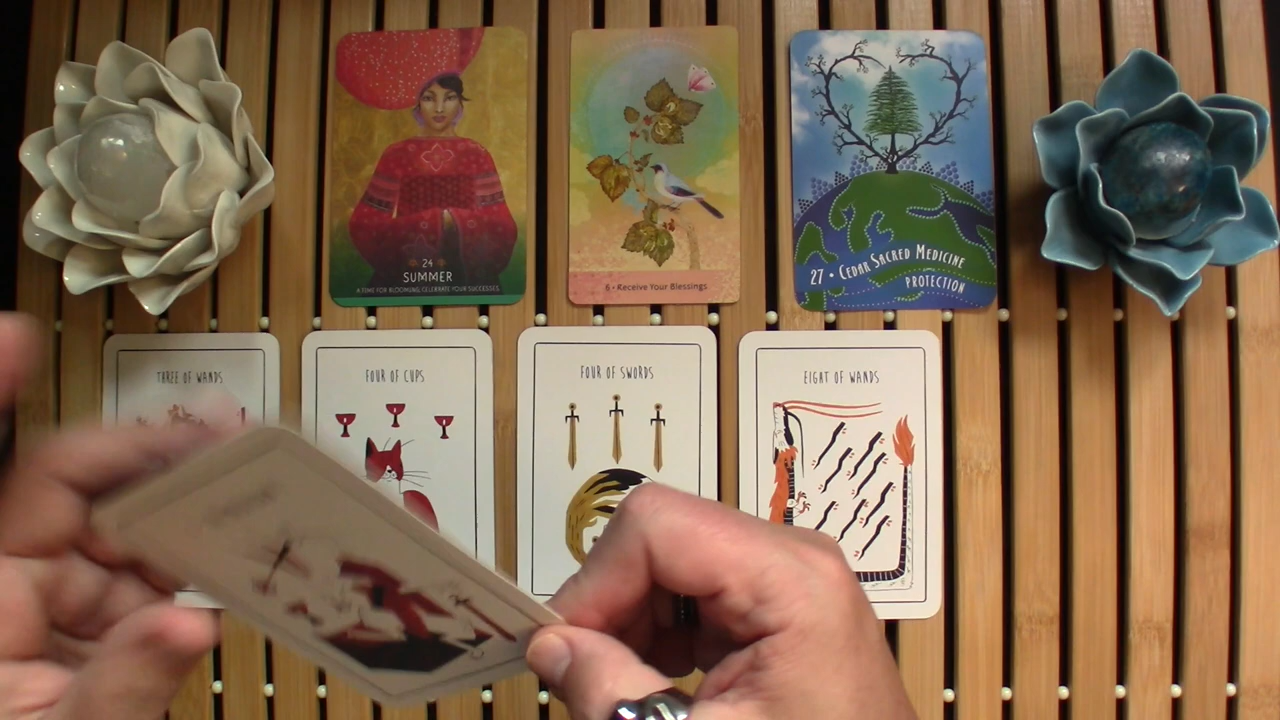 24
SUMMER
A TIME FOR BLOOMING, CELEBRATE YOUR SUCCESSES
6 • Receive Your Blessings
27 • CEDAR SACRED MEDICINE
PROTECTION
THREE OF WANDS
FOUR OF CUPS
FOUR OF SWORDS
EIGHT OF WANDS